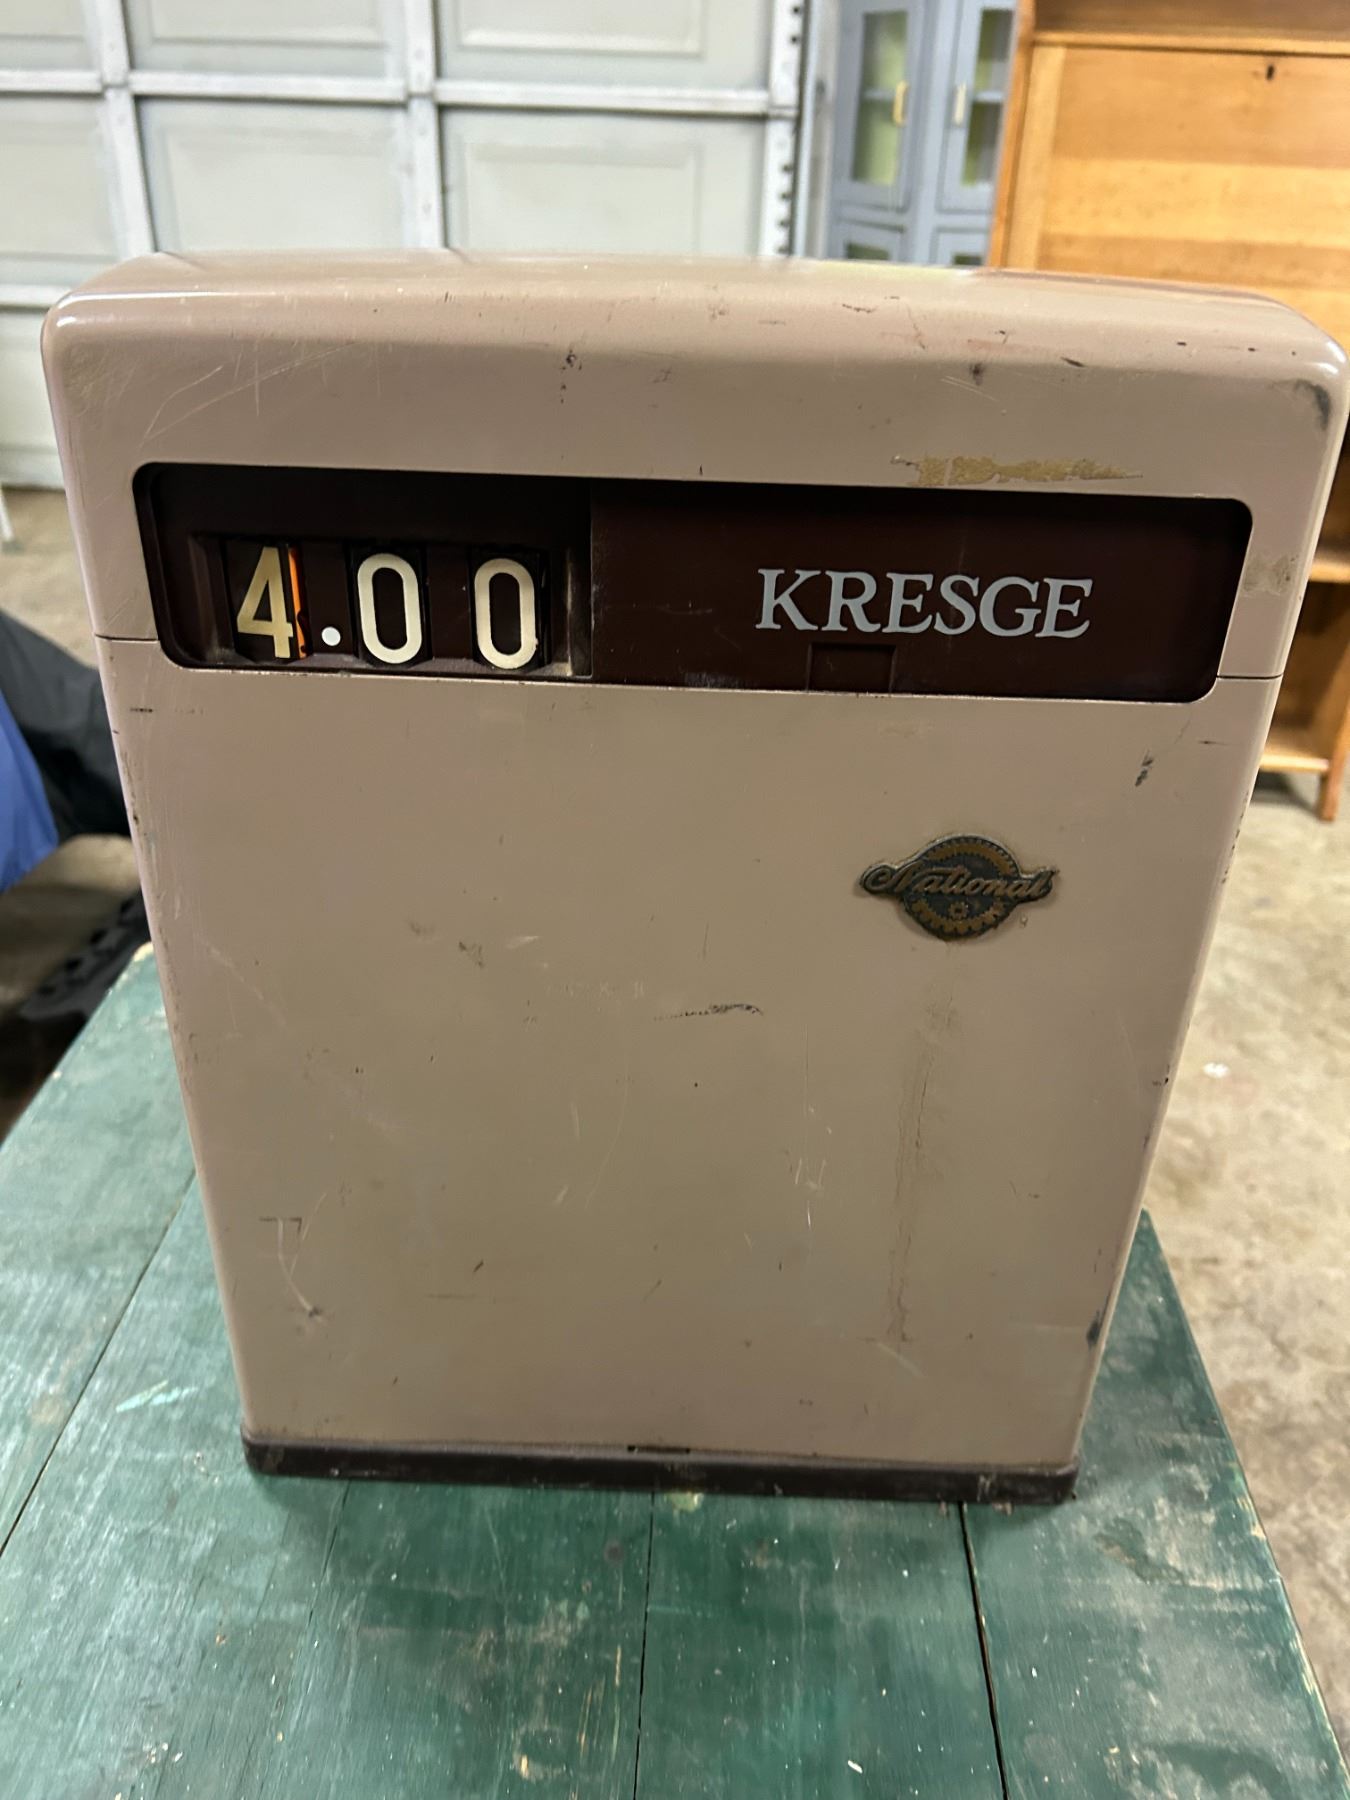 4.00
KRESGE
National